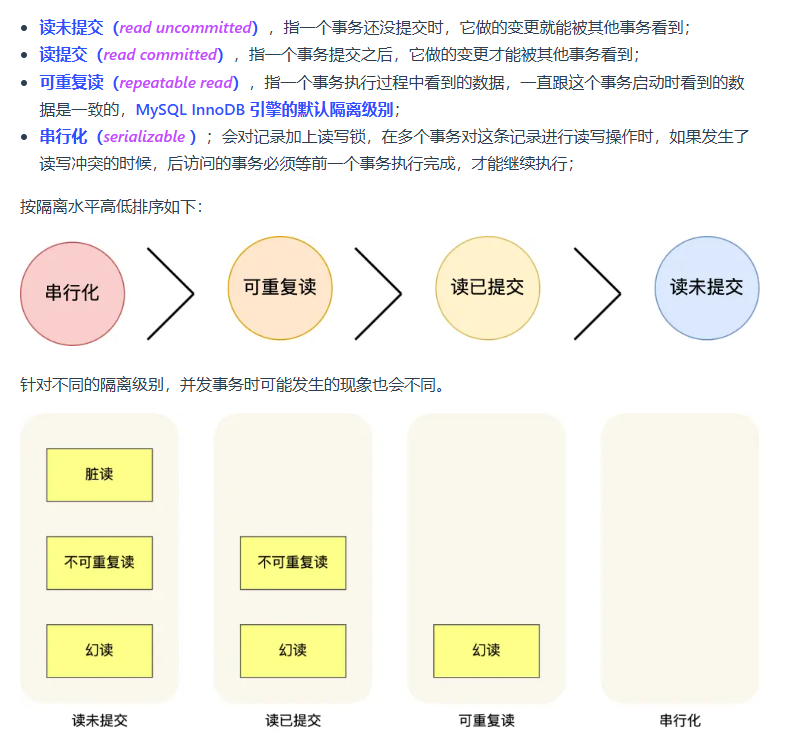 读未提交（read uncommitted），指一个事务还没提交时，它做的变更就能被其他事务看到；
读提交（read committed），指一个事务提交之后，它做的变更才能被其他事务看到；
可重复读（repeatable read），指一个事务执行过程中看到的数据，一直跟这个事务启动时看到的数
据是一致的，MySQL InnoDB 引擎的默认隔离级别；
串行化（serializable ）；会对记录加上读写锁，在多个事务对这条记录进行读写操作时，如果发生了
读写冲突的时候，后访问的事务必须等前一个事务执行完成，才能继续执行；
按隔离水平高低排序如下：
串行化 可重复读 读已提交 读未提交
针对不同的隔离级别，并发事务时可能发生的现象也会不同。
脏读
不可重复读 不可重复读
幻读 幻读 幻读
读未提交 读已提交 可重复读 串行化